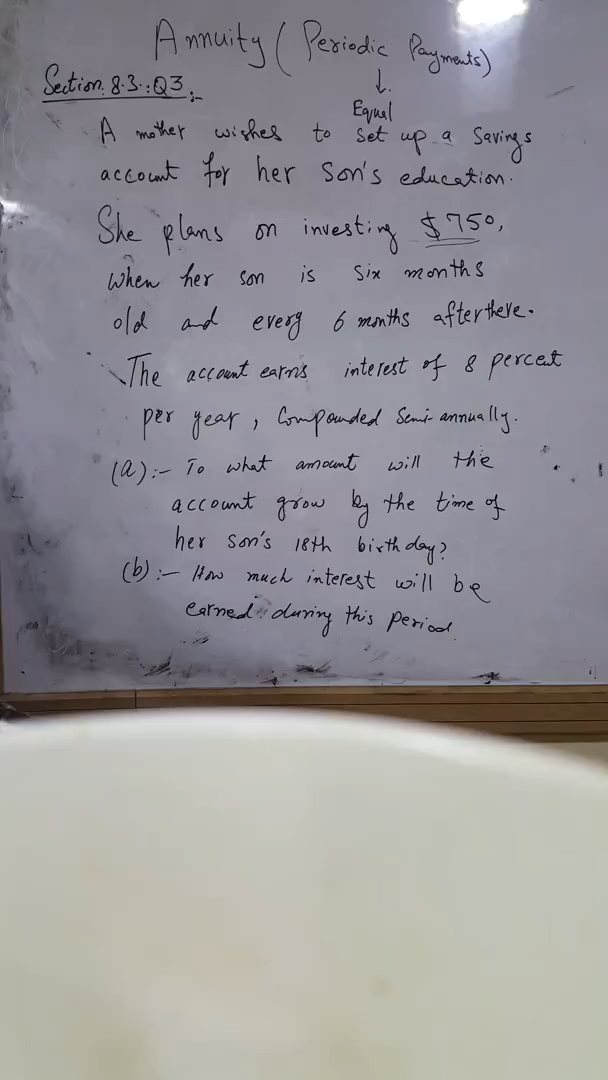 Annuity (Periodic Payments)
Section: 8.3.:Q3:-
Equal
A mother wishes to set up a savings
account for her son's education.
She plans on investing $750,
when her son is six months
old and every 6 months afterthere.
The account earns interest of 8 percent
per year, Compounded Semi-annually.
(a):- To what amount will the
account grow by the time of
her son's 18th birthday?
(b):- How much interest will be
earned during this period.